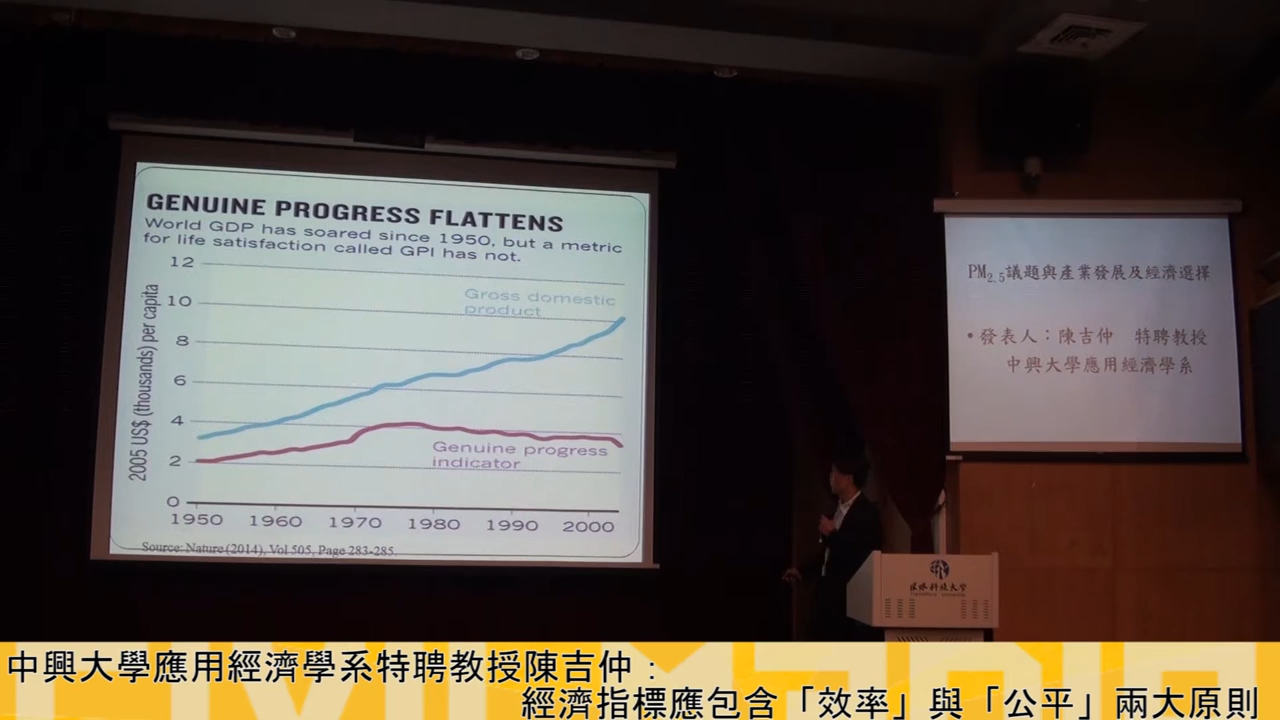 GENUINE PROGRESS FLATTENS
World GDP has soared since 1950, but a metric
for life satisfaction called GPI has not.
12
10
8
6
4
2
0
2005 US$ (thousands) per capita
Gross domestic
product
Genuine progress
indicator
1950 1960 1970 1980 1990 2000
Source: Nature (2014), Vol 505, Page 283-285.
PM2.5議題與產業發展及經濟選擇
•發表人：陳吉仲 特聘教授
中興大學應用經濟學系
環球科技大學
中興大學應用經濟學系特聘教授陳吉仲：
經濟指標應包含「效率」與「公平」兩大原則